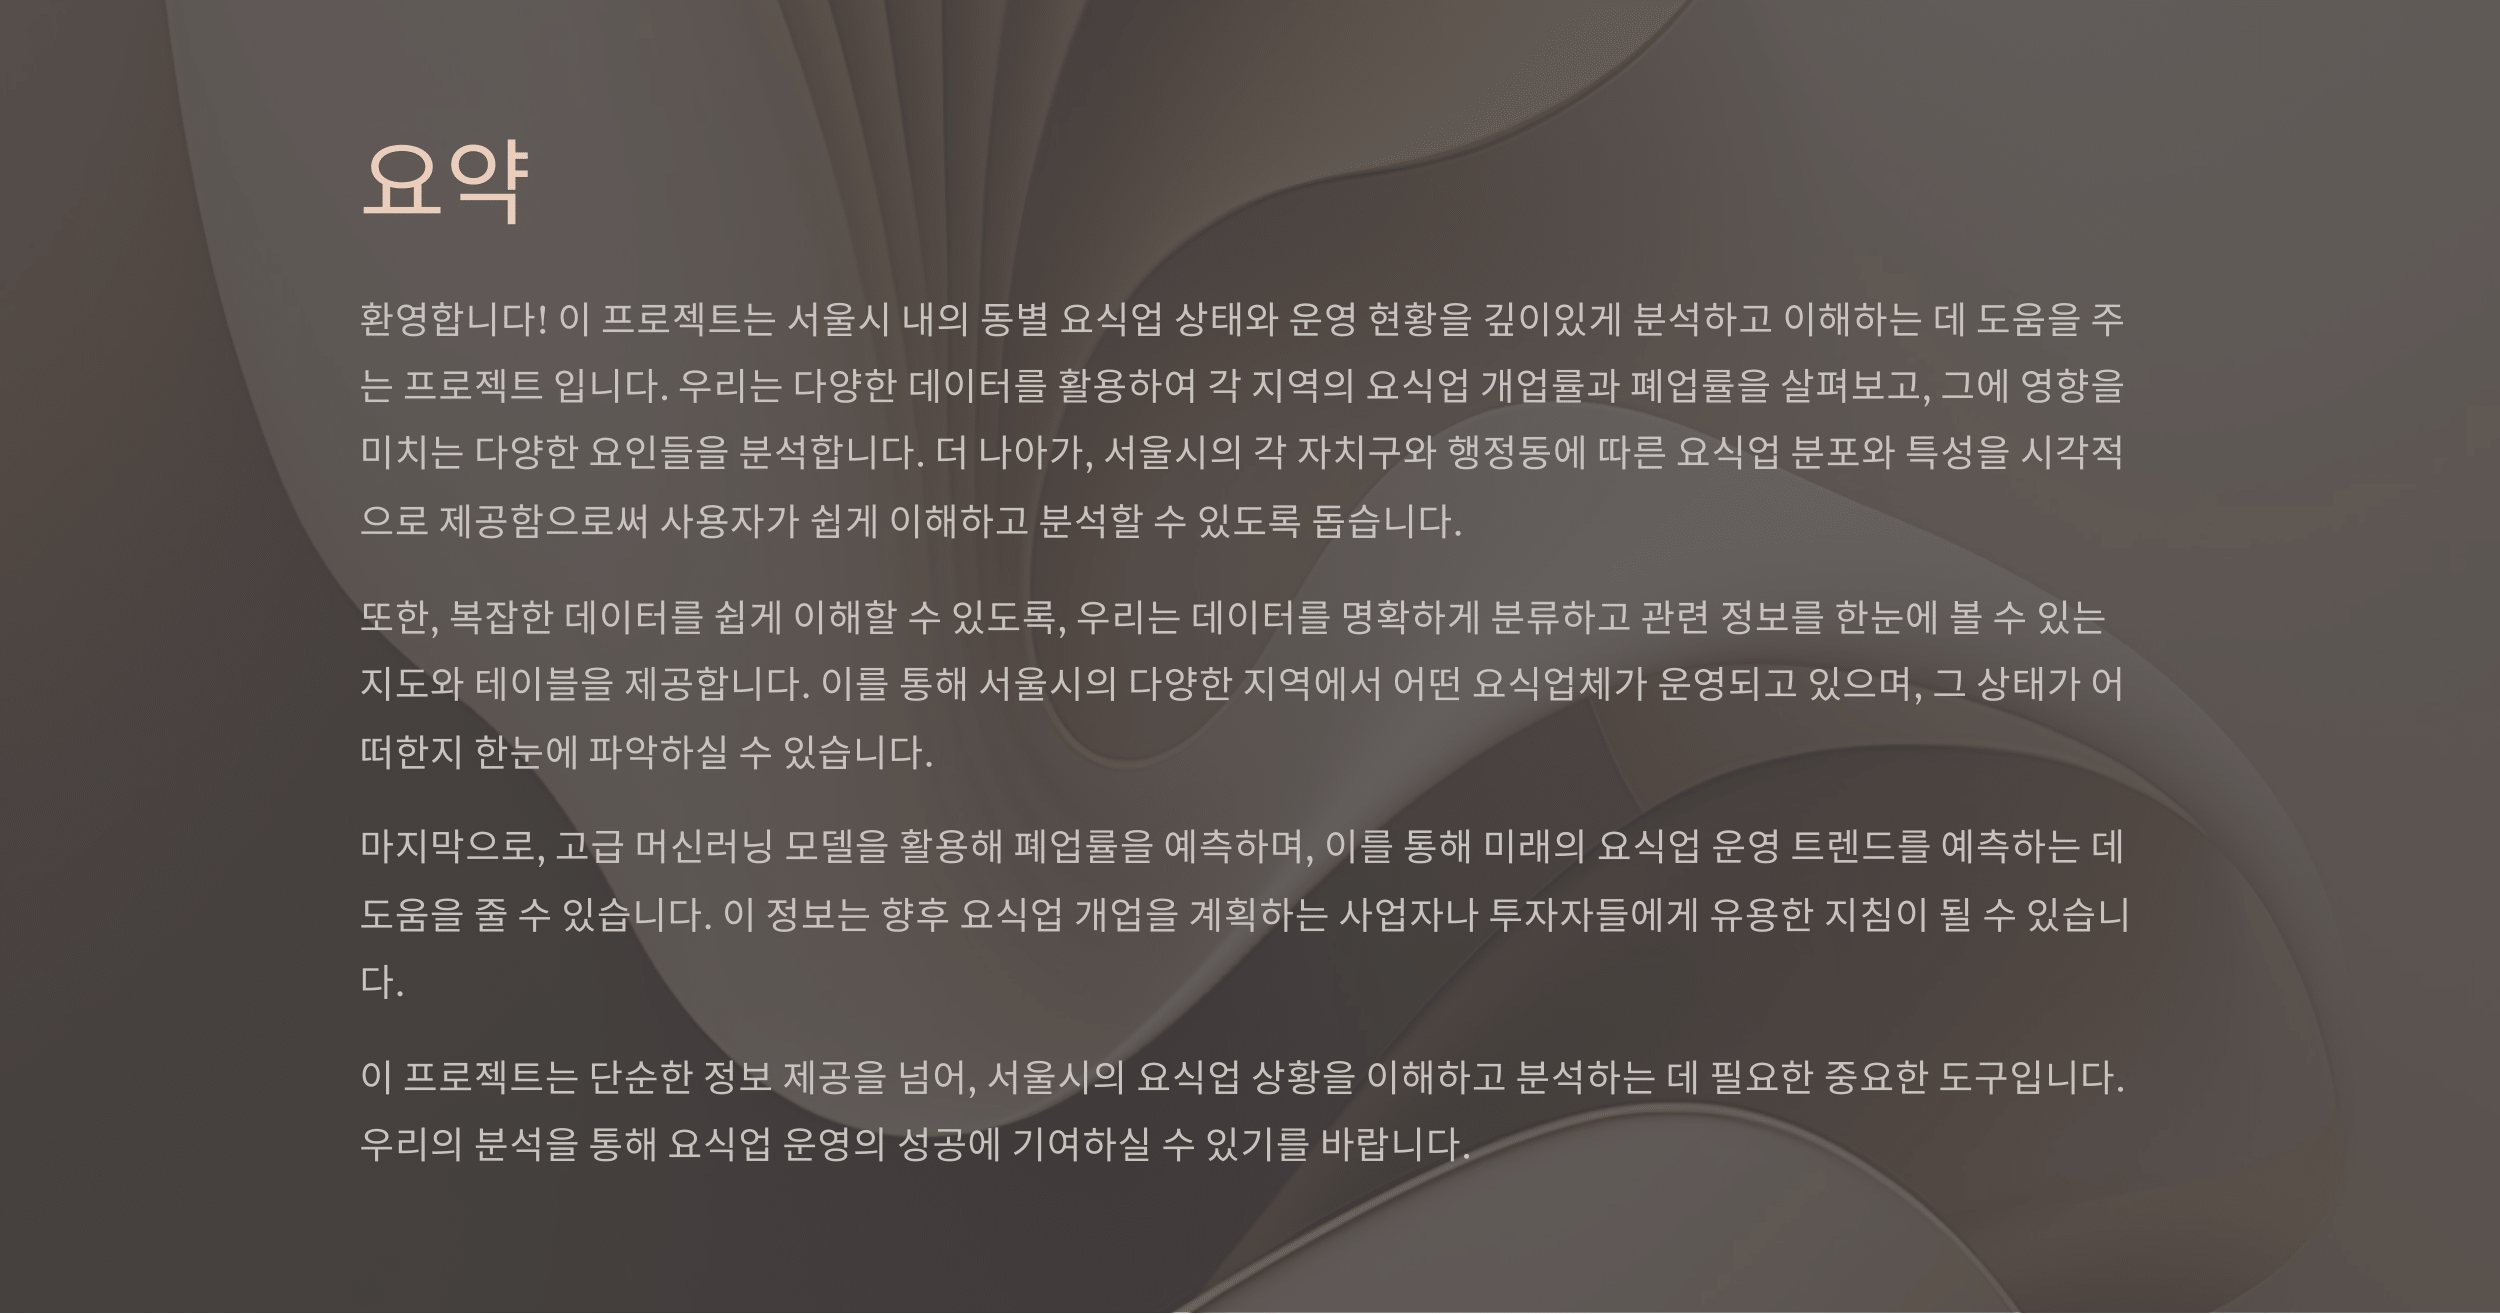 요약
환영합니다! 이 프로젝트는 서울시 내의 동별 요식업 상태와 운영 현황을 깊이있게 분석하고 이해하는 데 도움을 주
는 프로젝트 입니다. 우리는 다양한 데이터를 활용하여 각 지역의 요식업 개업률과 폐업률을 살펴보고, 그에 영향을
미치는 다양한 요인들을 분석합니다. 더 나아가, 서울시의 각 자치구와 행정동에 따른 요식업 분포와 특성을 시각적
으로 제공함으로써 사용자가 쉽게 이해하고 분석할 수 있도록 돕습니다.
또한, 복잡한 데이터를 쉽게 이해할 수 있도록, 우리는 데이터를 명확하게 분류하고 관련 정보를 한눈에 볼 수 있는
지도와 테이블을 제공합니다. 이를 통해 서울시의 다양한 지역에서 어떤 요식업체가 운영되고 있으며, 그 상태가 어
떠한지 한눈에 파악하실 수 있습니다.
마지막으로, 고급 머신러닝 모델을 활용해 폐업률을 예측하며, 이를 통해 미래의 요식업 운영 트렌드를 예측하는 데
도움을 줄 수 있습니다. 이 정보는 향후 요식업 개업을 계획하는 사업자나 투자자들에게 유용한 지침이 될 수 있습니
다.
이 프로젝트는 단순한 정보 제공을 넘어, 서울시의 요식업 상황을 이해하고 분석하는 데 필요한 중요한 도구입니다.
우리의 분석을 통해 요식업 운영의 성공에 기여하실 수 있기를 바랍니다.